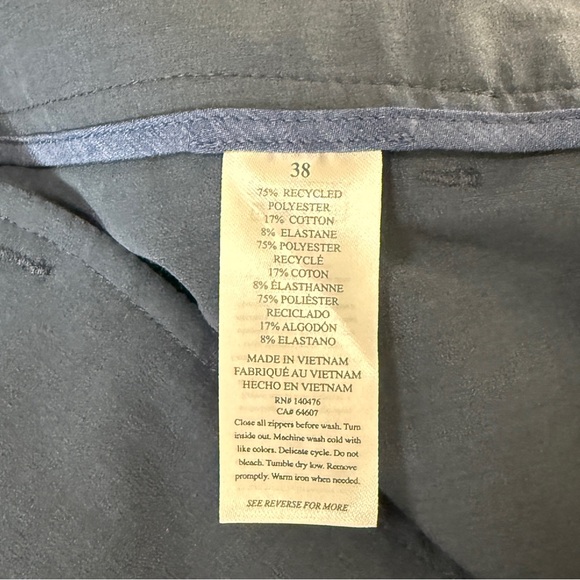 38
75% RECYCLED
POLYESTER
17% COTTON
8% ELASTANE
75% POLYESTER
RECYCLÉ
17% COTON
8% ÉLASTHANNE
75% POLIÉSTER
RECICLADO
17% ALGODÓN
8% ELASTANO
MADE IN VIETNAM
FABRIQUÉ AU VIETNAM
HECHO EN VIETNAM
RN# 140476
CA# 64607
Close all zippers before wash. Turn
inside out. Machine wash cold with
like colors. Delicate cycle. Do not
bleach. Tumble dry low. Remove
promptly. Warm iron when needed.
SEE REVERSE FOR MORE